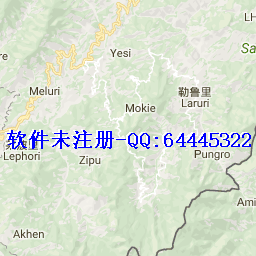 LH
Yesi
Sa
Meluri
勒鲁里
Mokie
Laruri
软件未注册-QQ:64445322
Lephori
Zipu
Pungro
Ami
Akhen